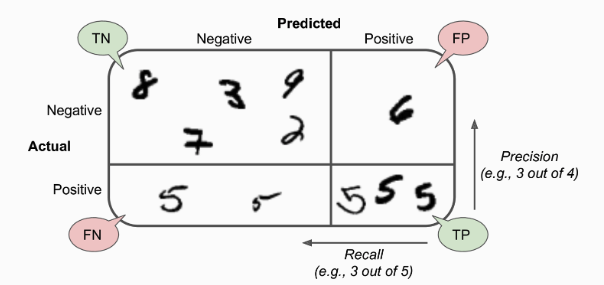 Predicted
TN
Negative
Positive
FP
8
3
9
6
Negative
7
2
Actual
Precision
(e.g., 3 out of 4)
Positive
5
5
5
5
5
FN
TP
Recall
(e.g., 3 out of 5)